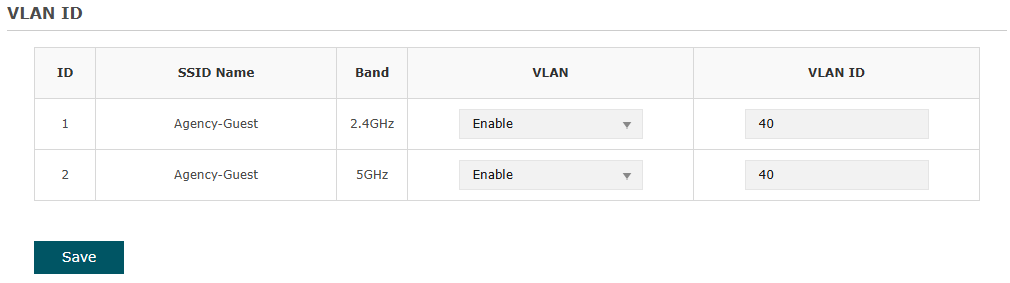 VLAN ID
ID SSID Name Band VLAN VLAN ID
1 Agency-Guest 2.4GHz Enable 40
2 Agency-Guest 5GHz Enable 40
Save